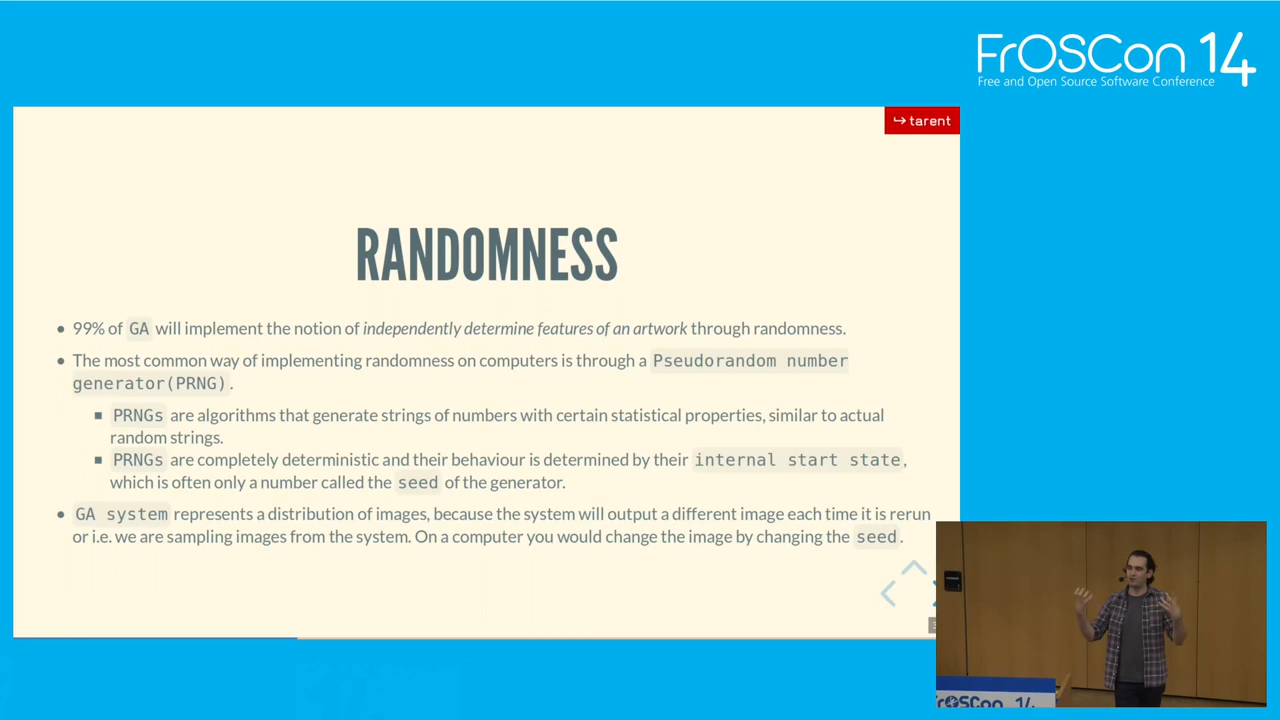 FrOSCon 14
Free and Open Source Software Conference
↪ tarent
RANDOMNESS
• 99% of GA will implement the notion of independently determine features of an artwork through randomness.
• The most common way of implementing randomness on computers is through a Pseudorandom number
generator(PRNG).
▪ PRNGs are algorithms that generate strings of numbers with certain statistical properties, similar to actual
random strings.
▪ PRNGs are completely deterministic and their behaviour is determined by their internal start state,
which is often only a number called the seed of the generator.
• GA system represents a distribution of images, because the system will output a different image each time it is rerun
or i.e. we are sampling images from the system. On a computer you would change the image by changing the seed.
FrOSCon 14